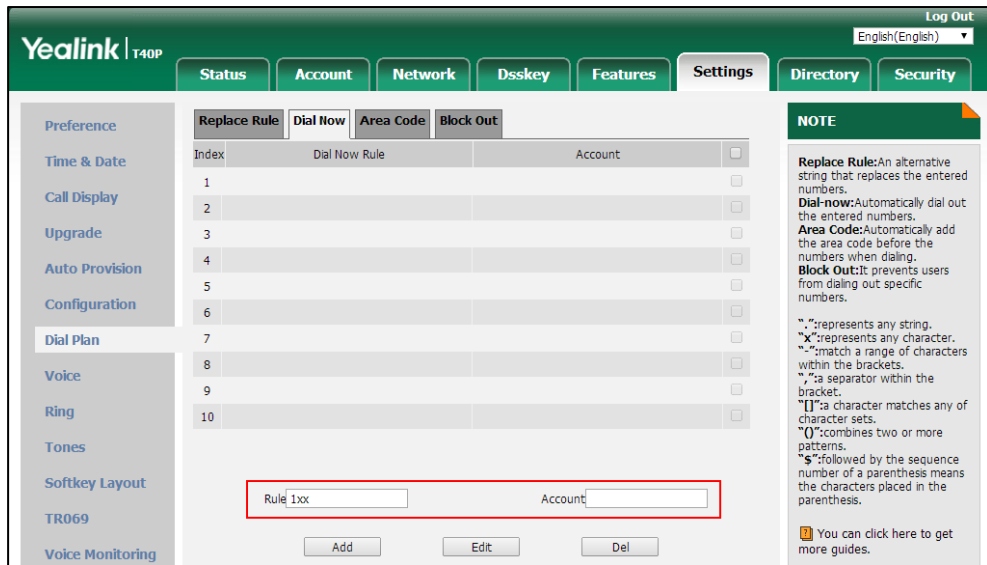 Log Out
Yealink | T40P
English(English)
Status Account Network Dsskey Features Settings Directory Security
Preference
Time & Date
Call Display
Upgrade
Auto Provision
Configuration
Dial Plan
Voice
Ring
Tones
Softkey Layout
TR069
Voice Monitoring
Replace Rule Dial Now Area Code Block Out
Index Dial Now Rule Account
1
2
3
4
5
6
7
8
9
10
Rule 1xx Account
Add Edit Del
NOTE
Replace Rule:An alternative
string that replaces the entered
numbers.
Dial-now:Automatically dial out
the entered numbers.
Area Code:Automatically add
the area code before the
numbers when dialing.
Block Out:It prevents users
from dialing out specific
numbers.
".":represents any string.
"x":represents any character.
"-":match a range of characters
within the brackets.
",":a separator within the
bracket.
"[]":a character matches any of
character sets.
"()":combines two or more
patterns.
"$":followed by the sequence
number of a parenthesis means
the characters placed in the
parenthesis.
? You can click here to get
more guides.